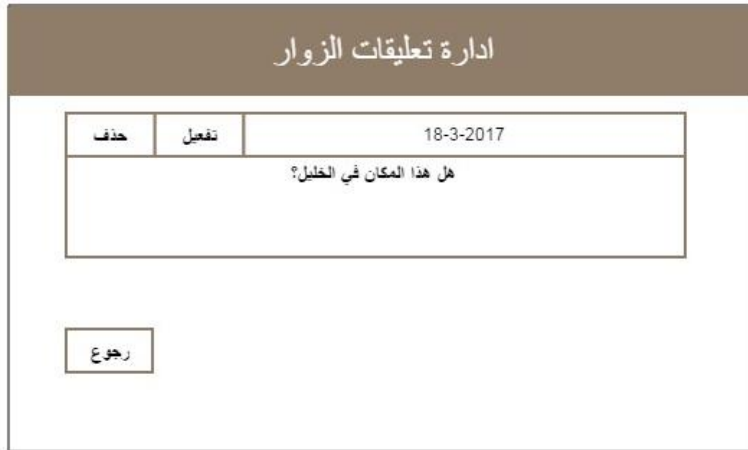 ادارة تعليقات الزوار
18-3-2017 تفعيل حذف
هل هذا المكان في الخليل؟
رجوع